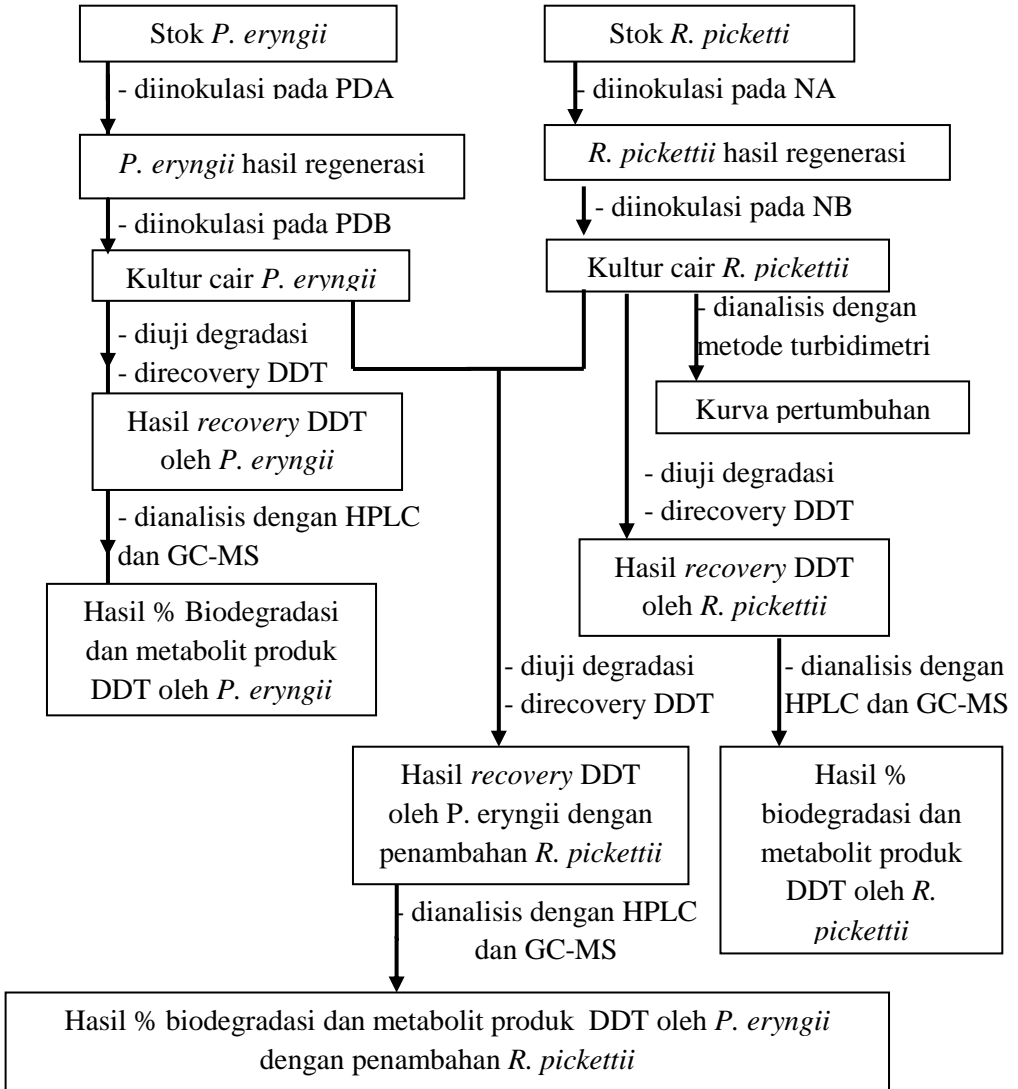 Stok P. eryngii
- diinokulasi pada PDA
P. eryngii hasil regenerasi
- diinokulasi pada PDB
Kultur cair P. eryngii
- diuji degradasi
- direcovery DDT
Hasil recovery DDT
oleh P. eryngii
- dianalisis dengan HPLC
dan GC-MS
Hasil % Biodegradasi
dan metabolit produk
DDT oleh P. eryngii
Stok R. picketti
- diinokulasi pada NA
R. pickettii hasil regenerasi
- diinokulasi pada NB
Kultur cair R. pickettii
- dianalisis dengan
metode turbidimetri
Kurva pertumbuhan
- diuji degradasi
- direcovery DDT
Hasil recovery DDT
oleh R. pickettii
- dianalisis dengan
HPLC dan GC-MS
Hasil %
biodegradasi dan
metabolit produk
DDT oleh R.
pickettii
- diuji degradasi
- direcovery DDT
Hasil recovery DDT
oleh P. eryngii dengan
penambahan R. pickettii
- dianalisis dengan HPLC
dan GC-MS
Hasil % biodegradasi dan metabolit produk DDT oleh P. eryngii
dengan penambahan R. pickettii